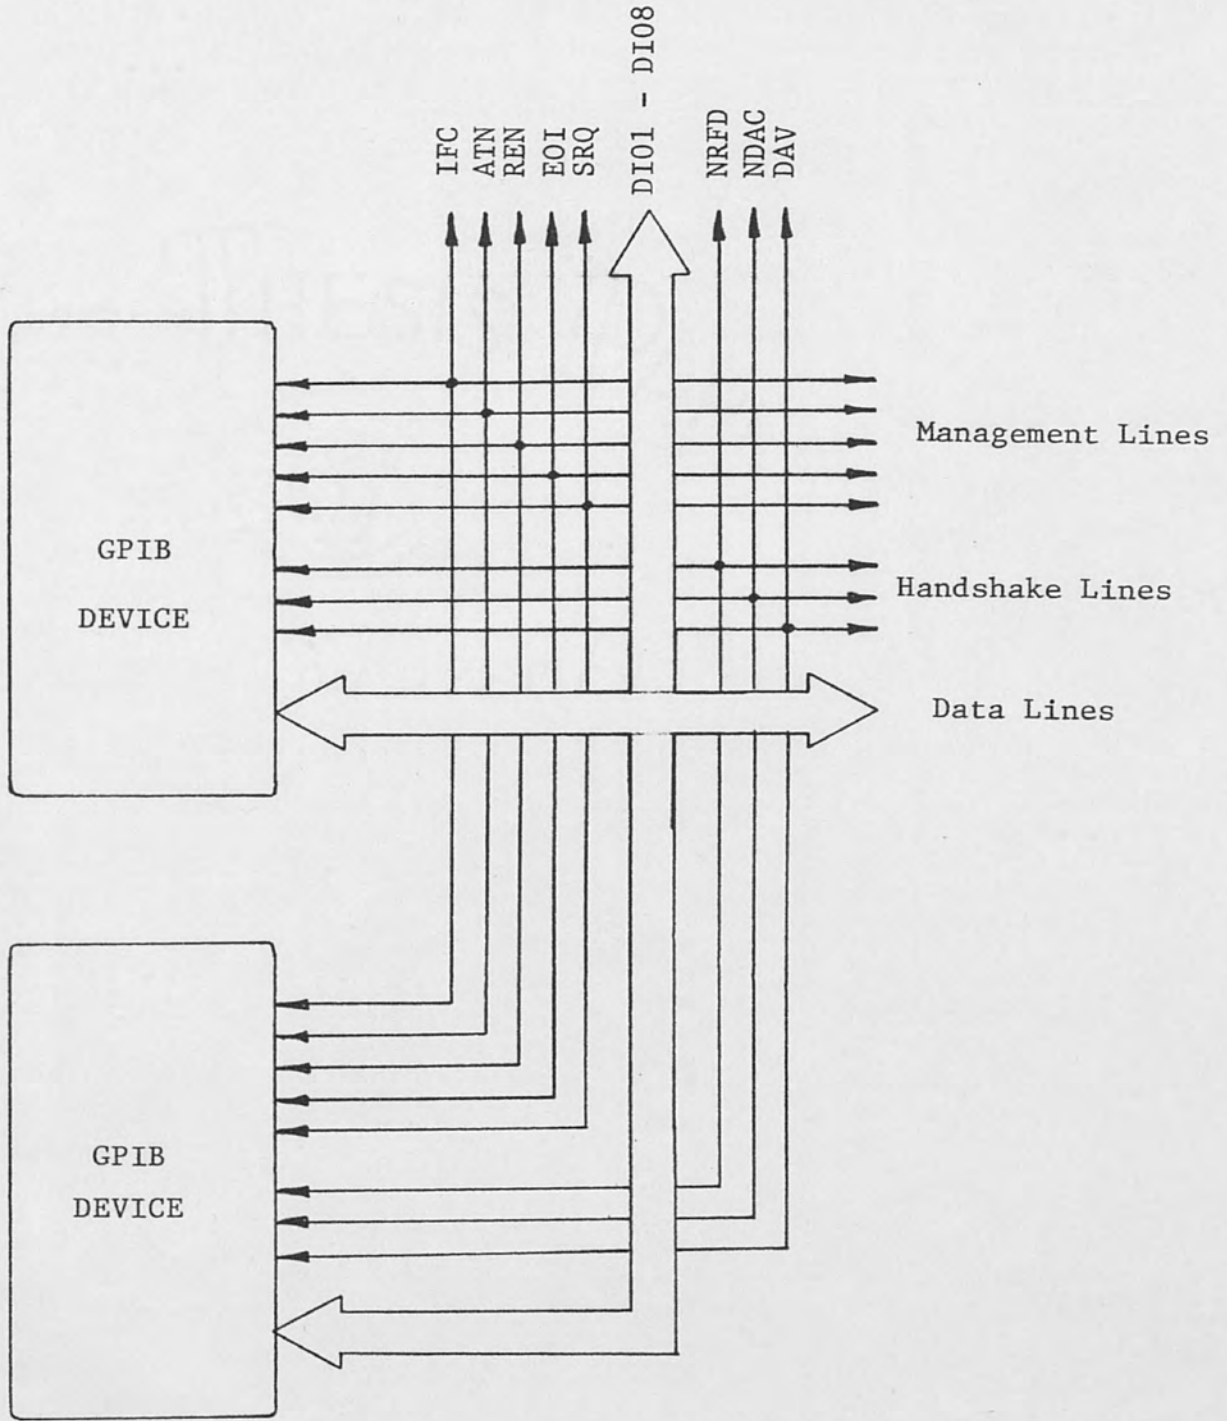 IFC
ATN
REN
EOI
SRQ
DIO1 - DIO8
NRFD
NDAC
DAV
Management Lines
GPIB
DEVICE
Handshake Lines
Data Lines
GPIB
DEVICE